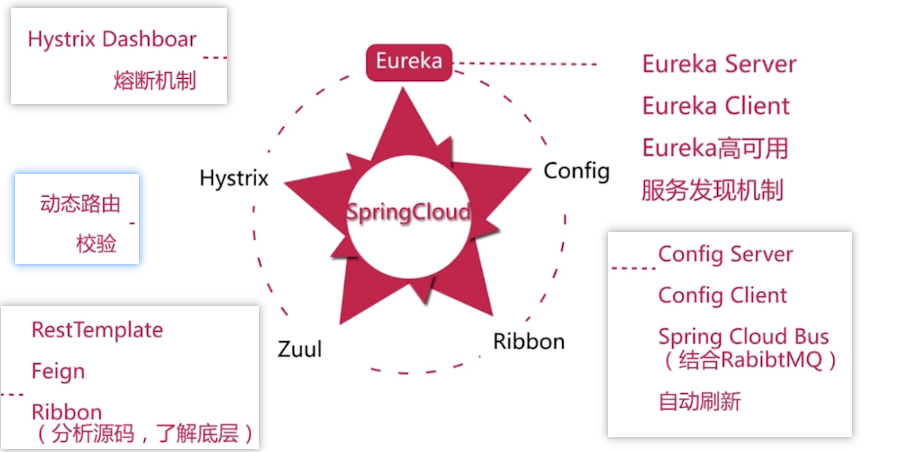 Hystrix Dashboar
熔断机制
Eureka
Eureka Server
Eureka Client
Eureka高可用
服务发现机制
Hystrix
Config
动态路由
校验
SpringCloud
Config Server
Config Client
Spring Cloud Bus
（结合RabibtMQ）
自动刷新
RestTemplate
Feign
Ribbon
（分析源码，了解底层）
Zuul
Ribbon